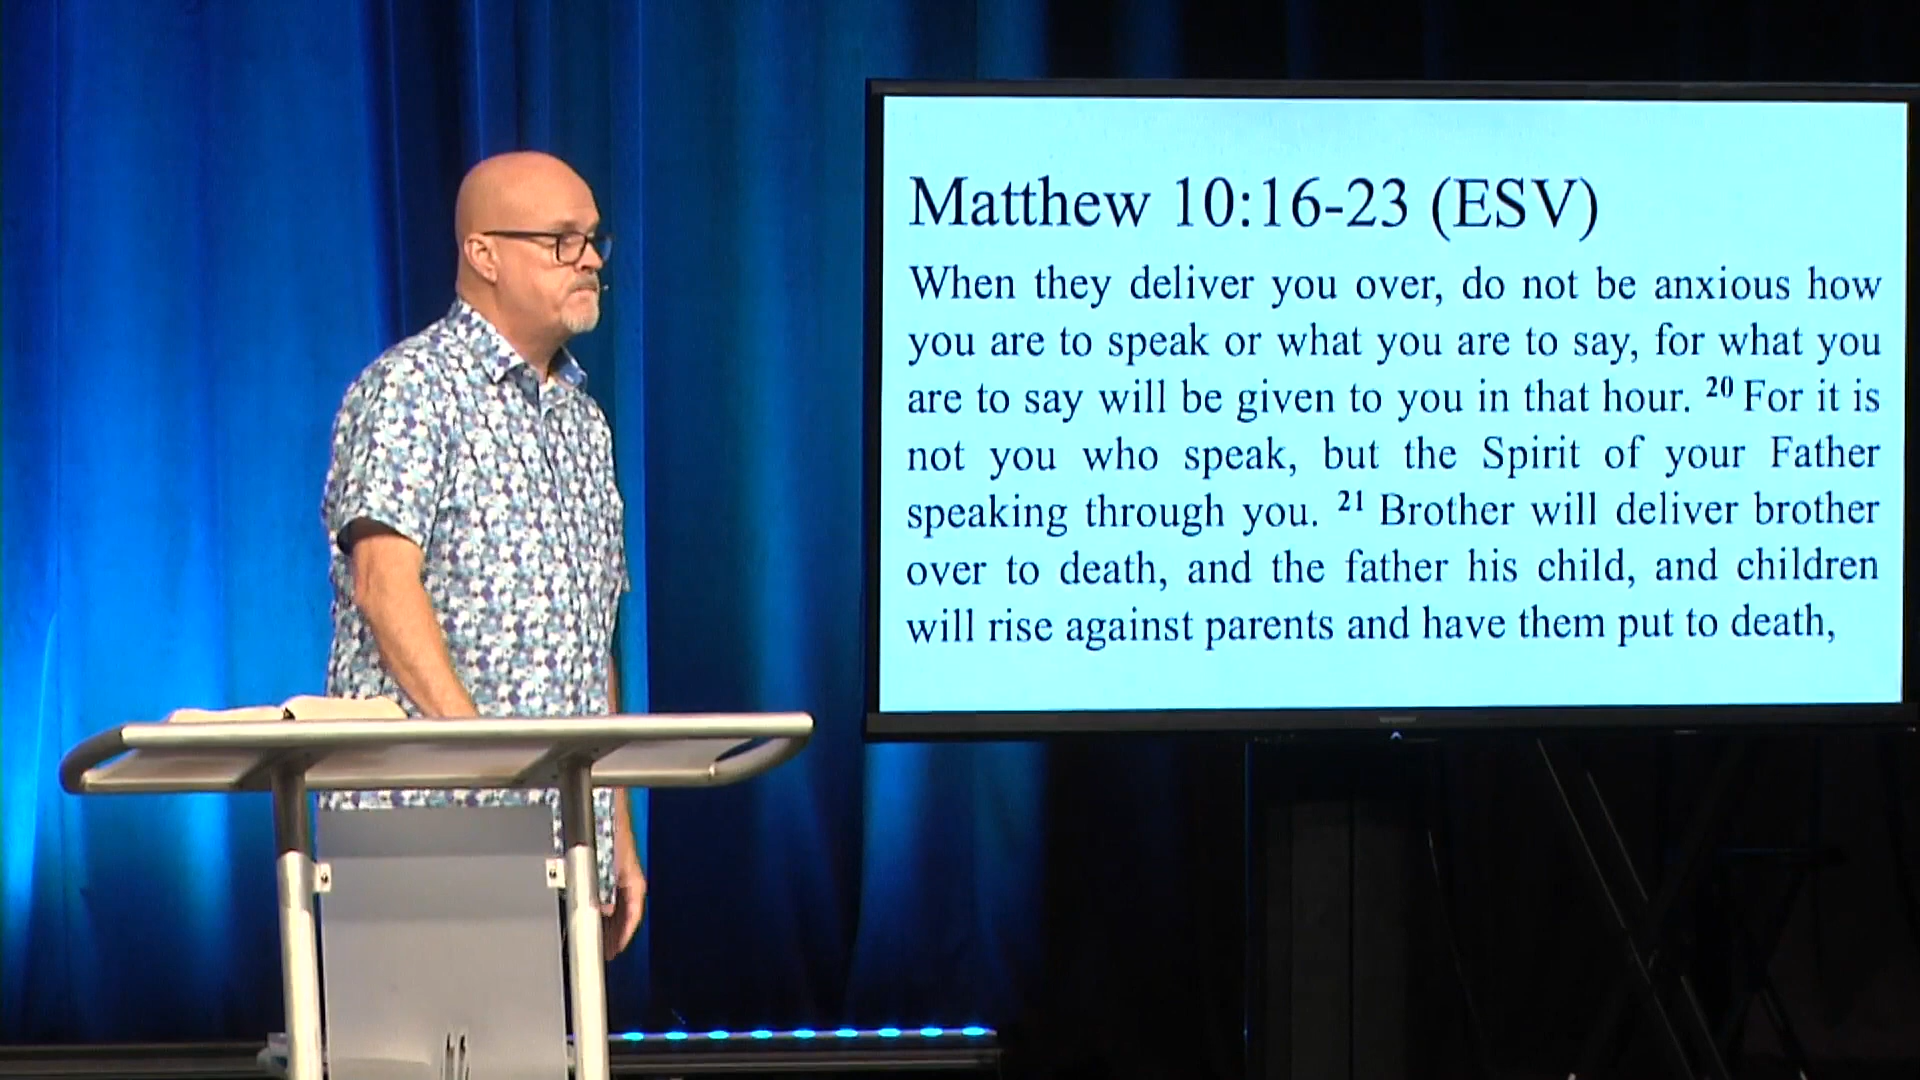 Matthew 10:16-23 (ESV)
When they deliver you over, do not be anxious how
you are to speak or what you are to say, for what you
are to say will be given to you in that hour. 20 For it is
not you who speak, but the Spirit of your Father
speaking through you. 21 Brother will deliver brother
over to death, and the father his child, and children
will rise against parents and have them put to death,